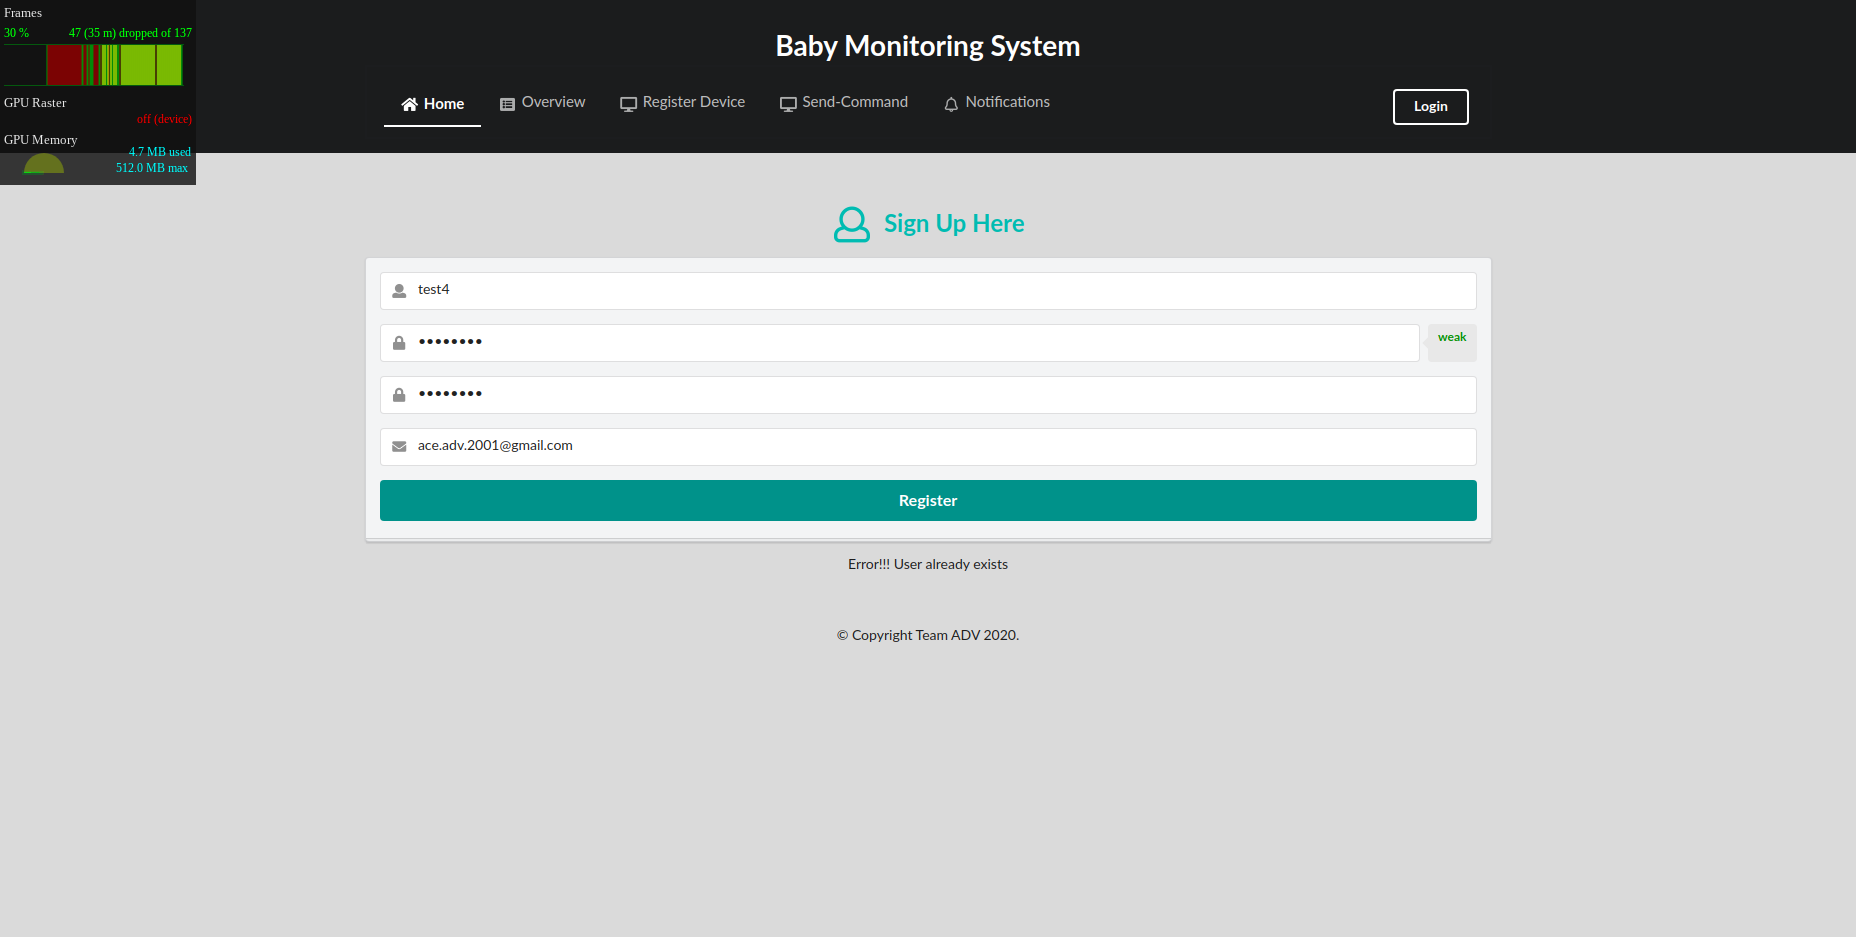 Frames
30 % 47 (35 m) dropped of 137
GPU Raster
off (device)
GPU Memory
4.7 MB used
512.0 MB max
Baby Monitoring System
Home Overview Register Device Send-Command Notifications Login
Sign Up Here
test4
•••••••• weak
••••••••
ace.adv.2001@gmail.com
Register
Error!!! User already exists
© Copyright Team ADV 2020.